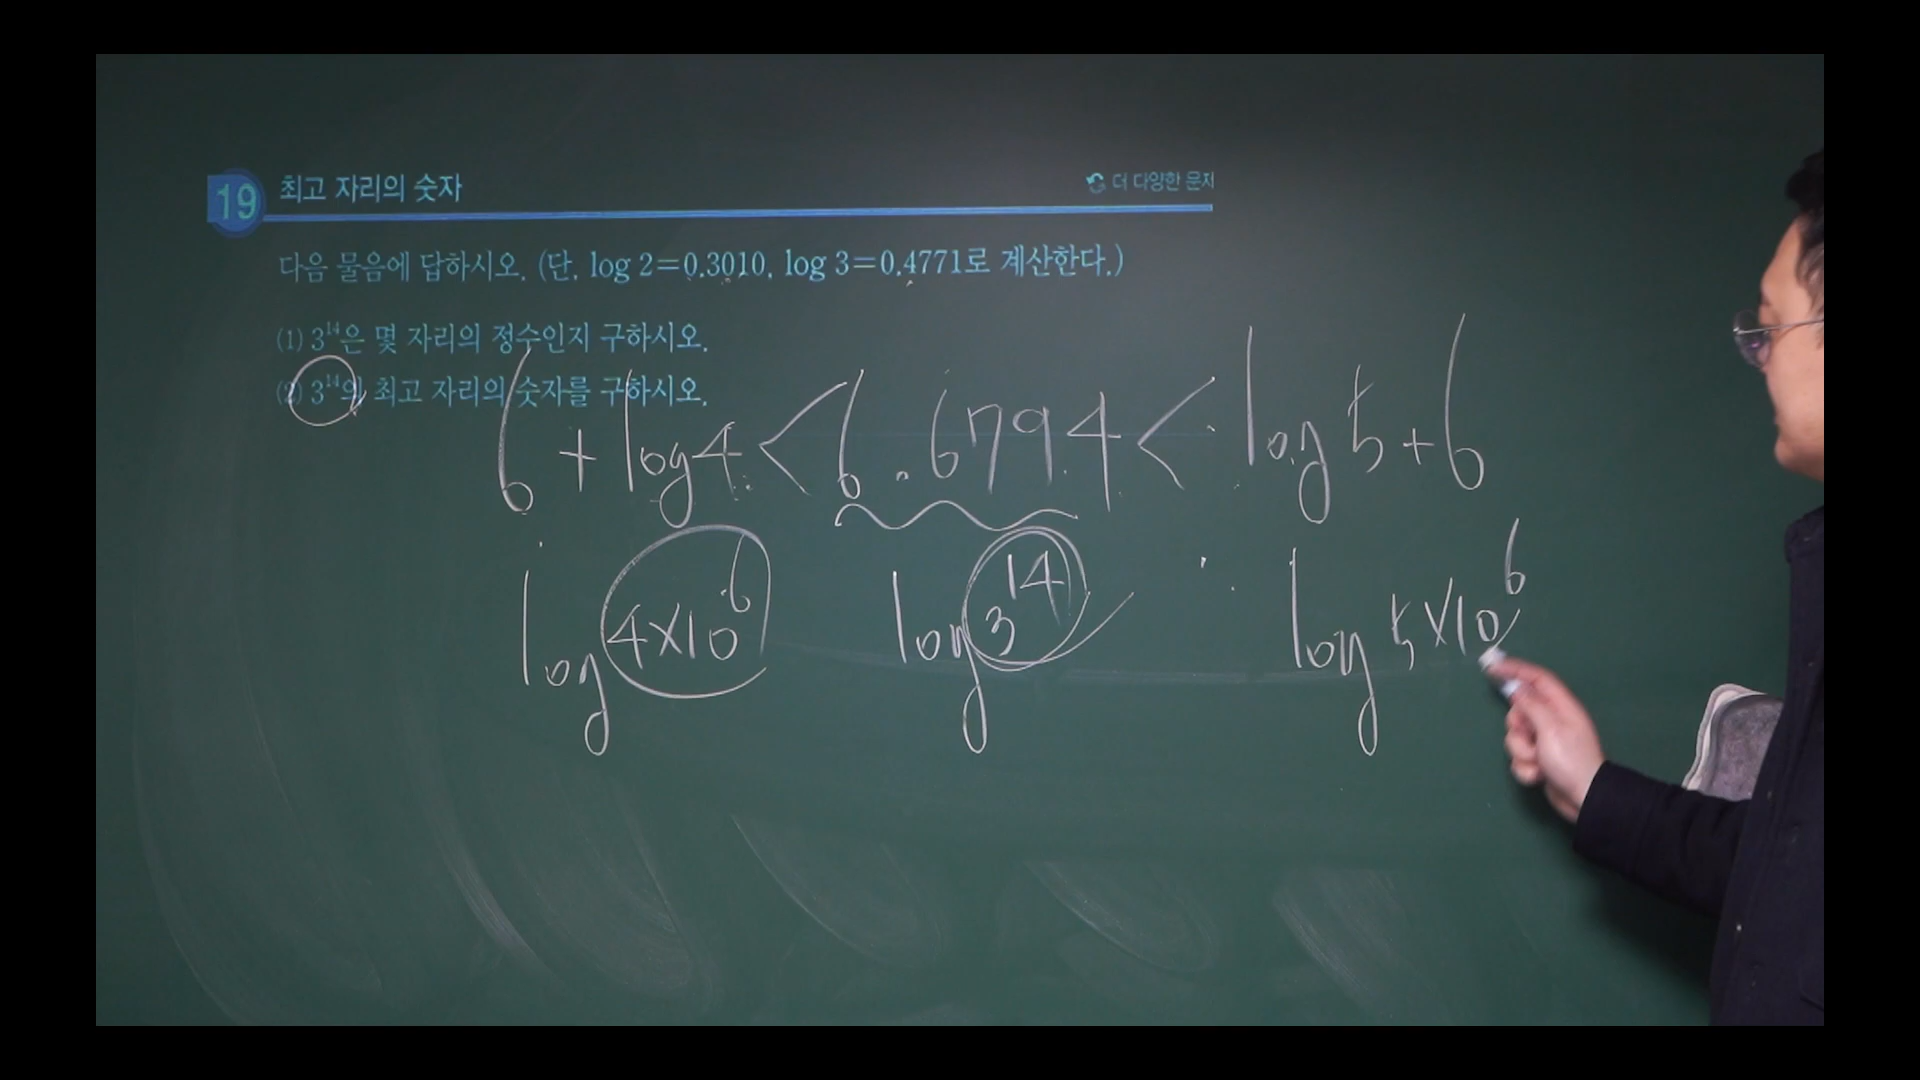 19 최고 자리의 숫자
더 다양한 문제
다음 물음에 답하시오. (단, log 2=0.3010, log 3=0.4771로 계산한다.)
(1) 3¹⁴은 몇 자리의 정수인지 구하시오.
(2) 3¹⁴의 최고 자리의 숫자를 구하시오.
6 + log4 < 6.6794 < log5 + 6
log 4×10⁶ log 3¹⁴ log 5×10⁶